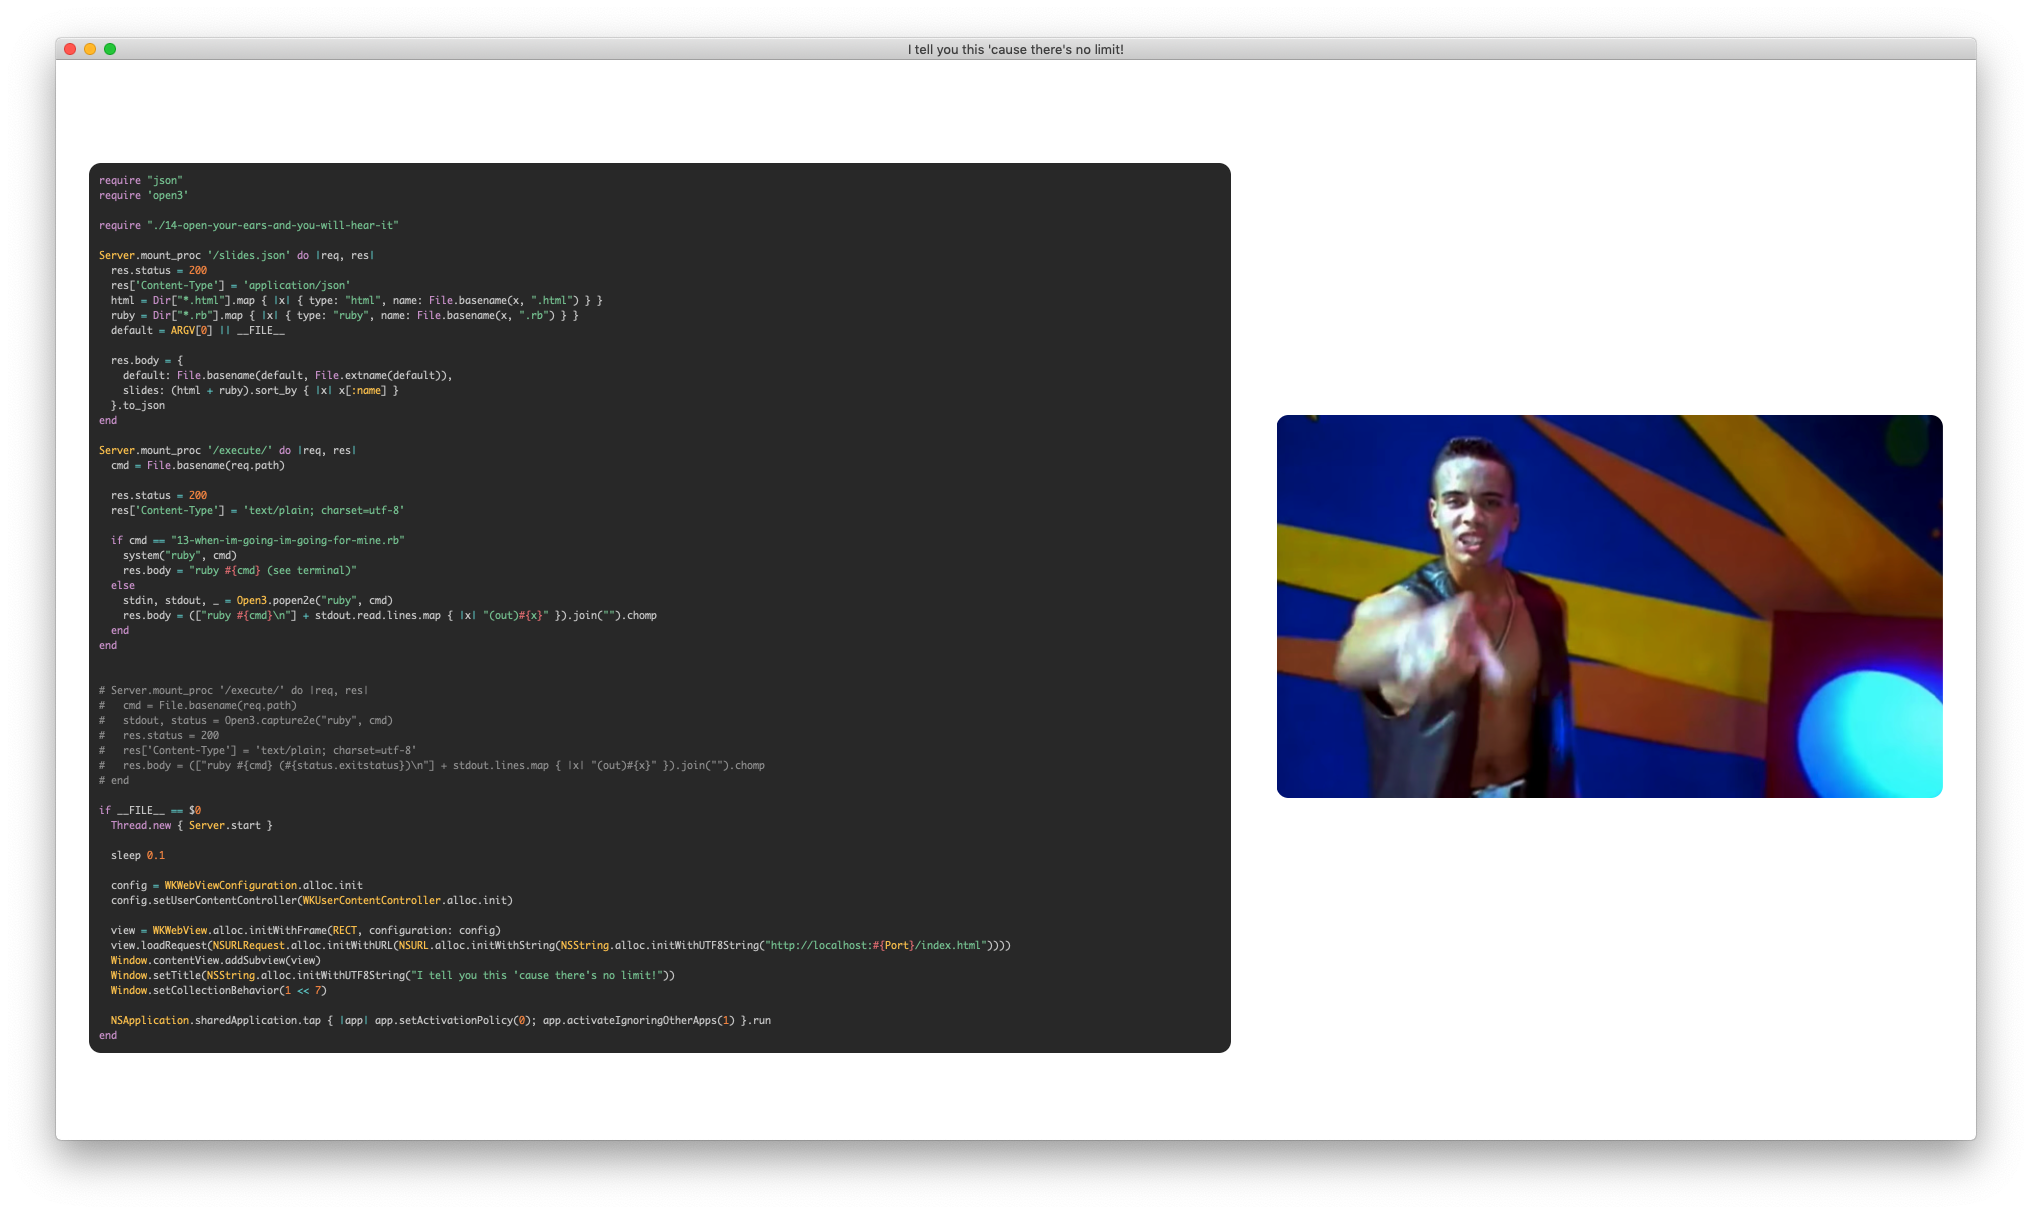 I tell you this 'cause there's no limit!
require "json"
require 'open3'
require "./14-open-your-ears-and-you-will-hear-it"
Server.mount_proc '/slides.json' do |req, res|
  res.status = 200
  res['Content-Type'] = 'application/json'
  html = Dir["*.html"].map { |x| { type: "html", name: File.basename(x, ".html") } }
  ruby = Dir["*.rb"].map { |x| { type: "ruby", name: File.basename(x, ".rb") } }
  default = ARGV[0] || __FILE__
  res.body = {
    default: File.basename(default, File.extname(default)),
    slides: (html + ruby).sort_by { |x| x[:name] }
  }.to_json
end
Server.mount_proc '/execute/' do |req, res|
  cmd = File.basename(req.path)
  res.status = 200
  res['Content-Type'] = 'text/plain; charset=utf-8'
  if cmd == "13-when-im-going-im-going-for-mine.rb"
    system("ruby", cmd)
    res.body = "ruby #{cmd} (see terminal)"
  else
    stdin, stdout, _ = Open3.popen2e("ruby", cmd)
    res.body = (["ruby #{cmd}\n"] + stdout.read.lines.map { |x| "(out)#{x}" }).join("").chomp
  end
end
# Server.mount_proc '/execute/' do |req, res|
#   cmd = File.basename(req.path)
#   stdout, status = Open3.capture2e("ruby", cmd)
#   res.status = 200
#   res['Content-Type'] = 'text/plain; charset=utf-8'
#   res.body = (["ruby #{cmd} (#{status.exitstatus})\n"] + stdout.lines.map { |x| "(out)#{x}" }).join("").chomp
# end
if __FILE__ == $0
  Thread.new { Server.start }
  sleep 0.1
  config = WKWebViewConfiguration.alloc.init
  config.setUserContentController(WKUserContentController.alloc.init)
  view = WKWebView.alloc.initWithFrame(RECT, configuration: config)
  view.loadRequest(NSURLRequest.alloc.initWithURL(NSURL.alloc.initWithString(NSString.alloc.initWithUTF8String("http://localhost:#{Port}/index.html"))))
  Window.contentView.addSubview(view)
  Window.setTitle(NSString.alloc.initWithUTF8String("I tell you this 'cause there's no limit!"))
  Window.setCollectionBehavior(1 << 7)
  NSApplication.sharedApplication.tap { |app| app.setActivationPolicy(0); app.activateIgnoringOtherApps(1) }.run
end